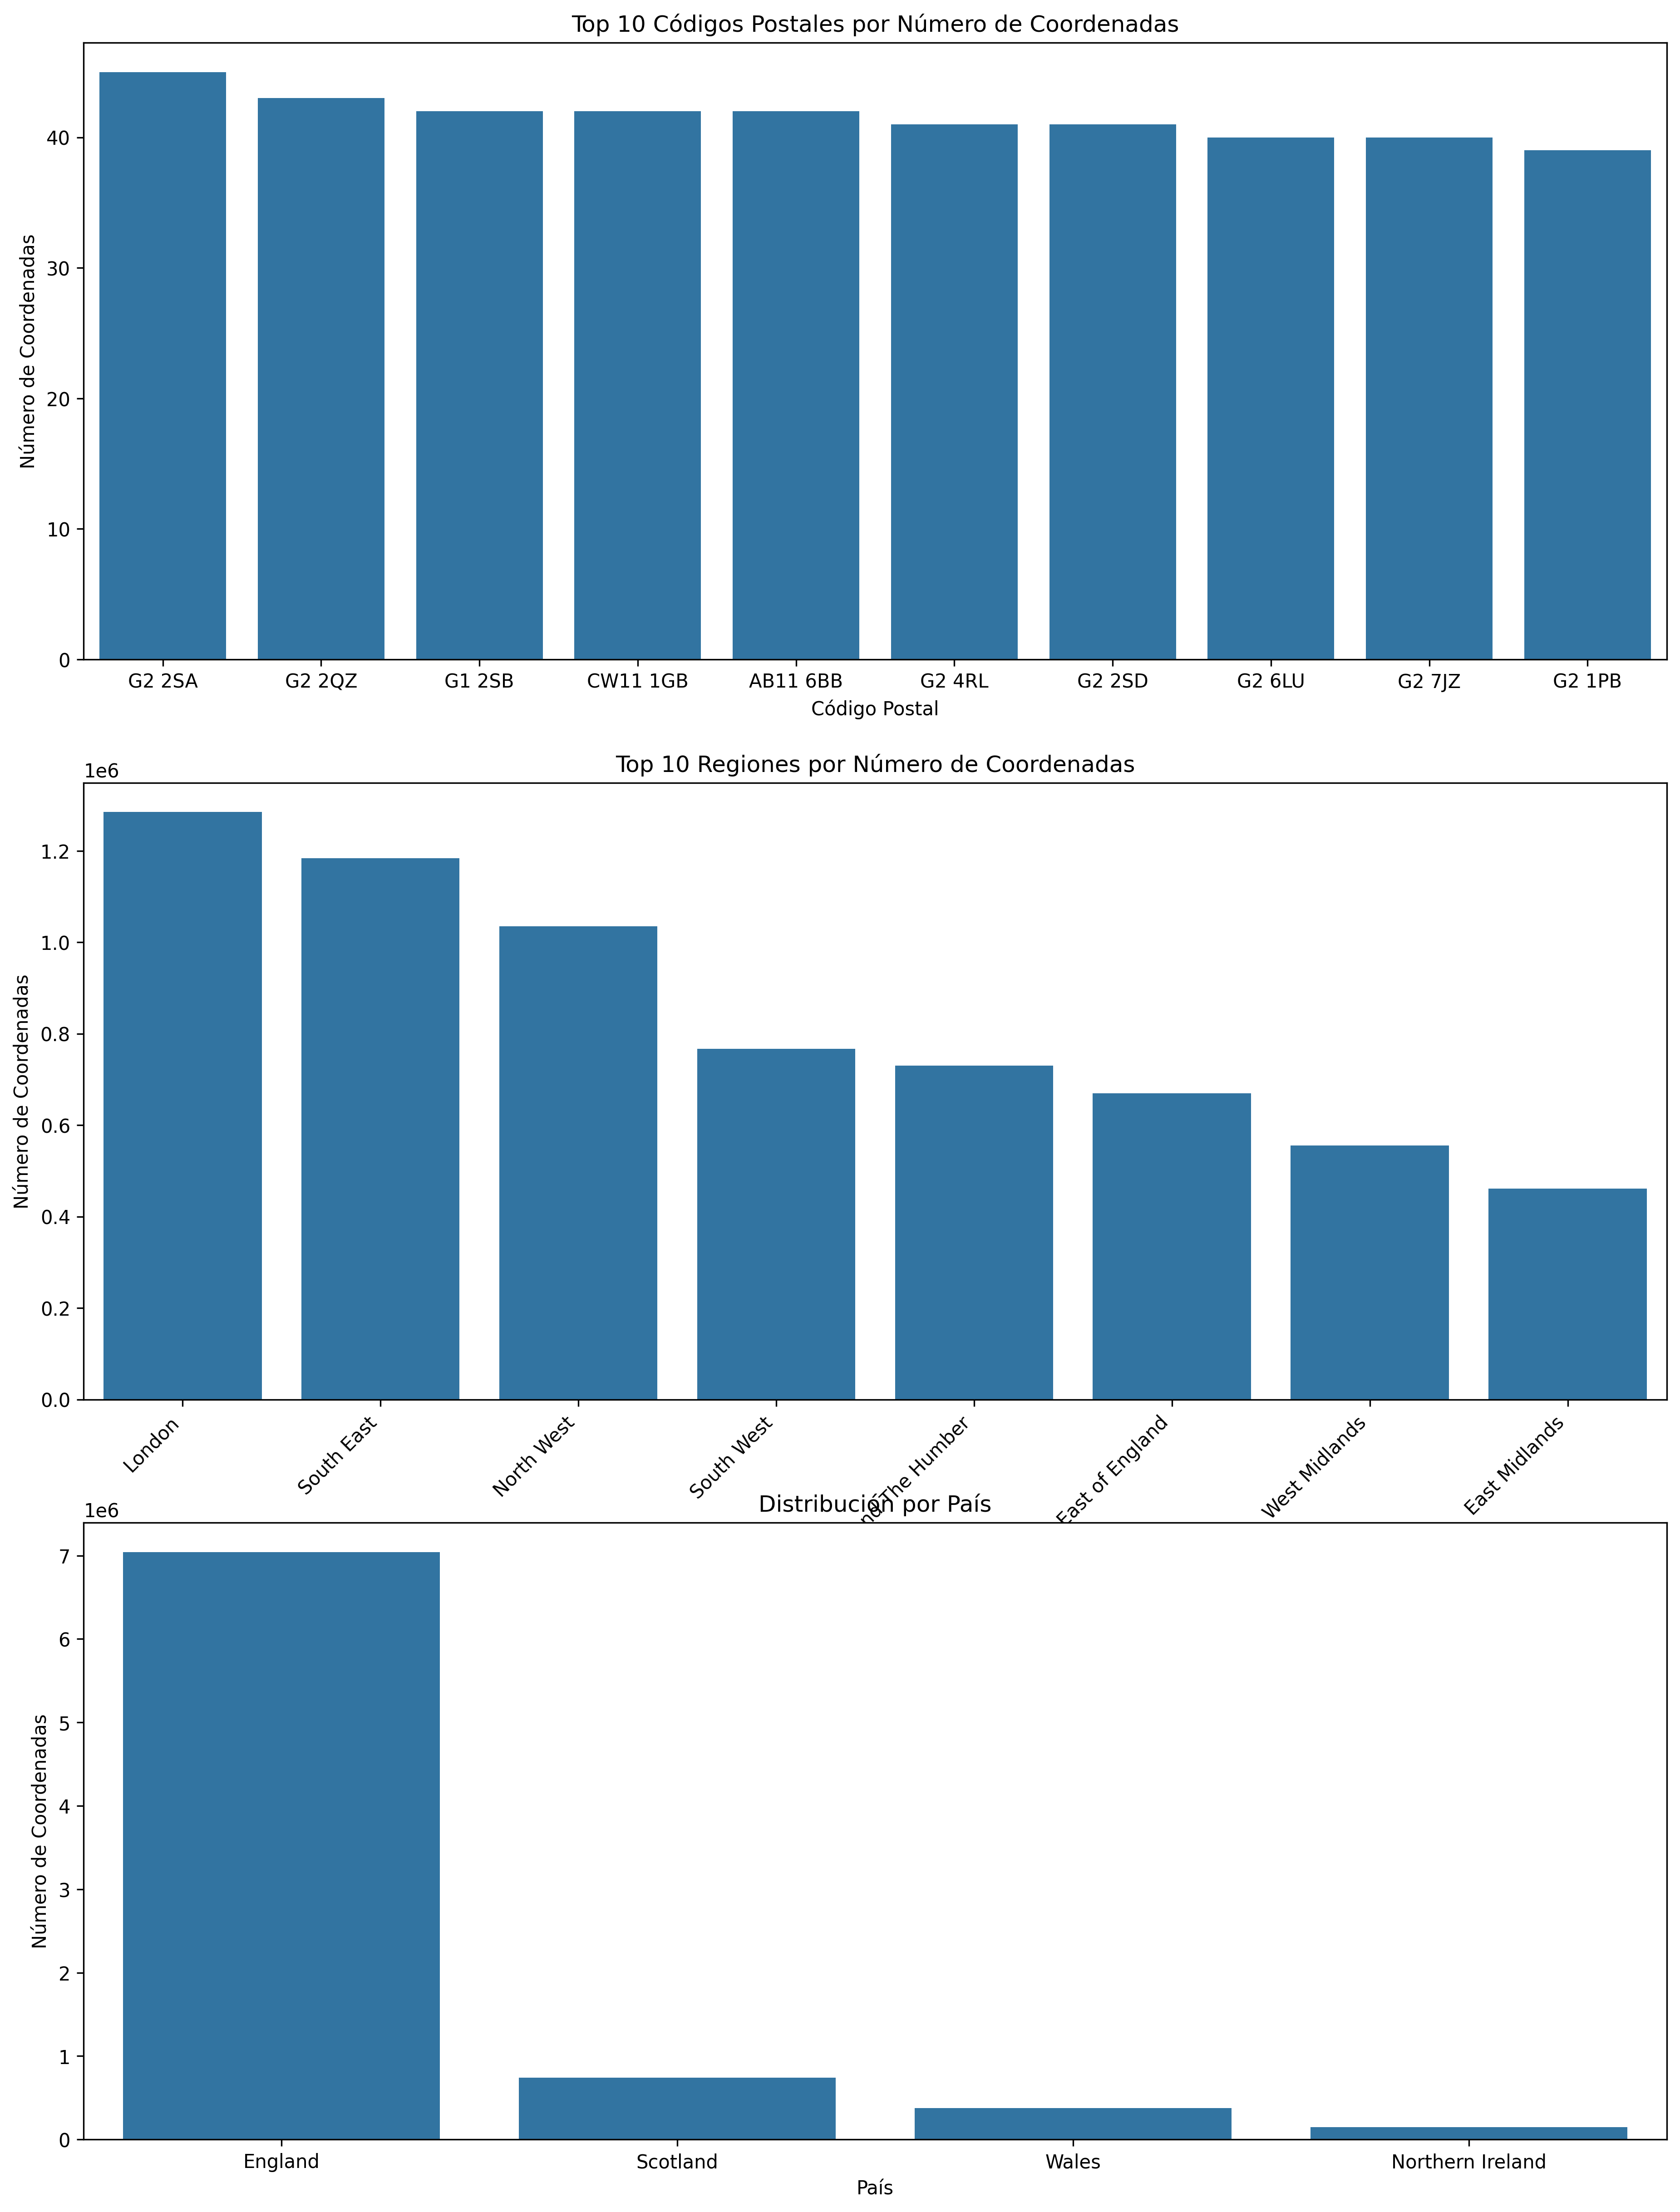 Top 10 Códigos Postales por Número de Coordenadas
Número de Coordenadas
40
30
20
10
0
G2 2SA G2 2QZ G1 2SB CW11 1GB AB11 6BB G2 4RL G2 2SD G2 6LU G2 7JZ G2 1PB
Código Postal
Top 10 Regiones por Número de Coordenadas
1e6
Número de Coordenadas
1.2
1.0
0.8
0.6
0.4
0.2
0.0
London South East North West South West The Humber East of England West Midlands East Midlands
Distribución por País
1e6
Número de Coordenadas
7
6
5
4
3
2
1
0
England Scotland Wales Northern Ireland
País